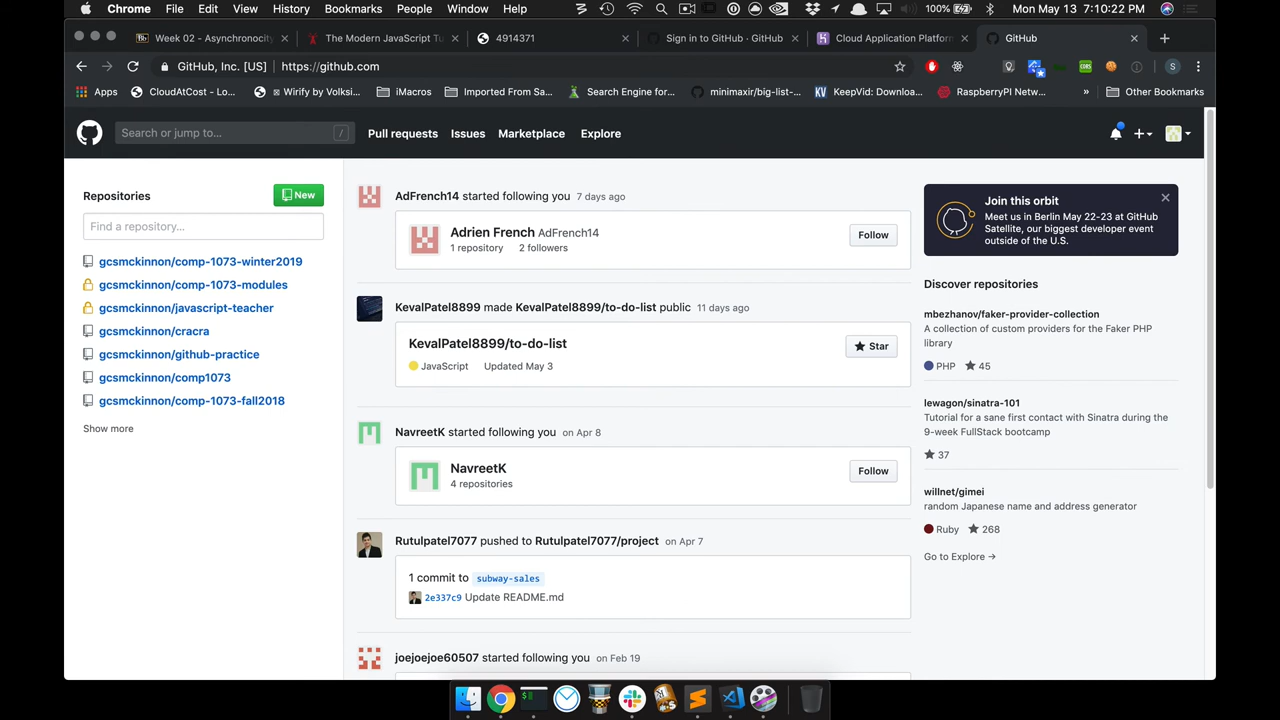 Chrome File Edit View History Bookmarks People Window Help 100% Mon May 13 7:10:22 PM
Week 02 - Asynchronocity The Modern JavaScript Tu 4914371 Sign in to GitHub · GitHub Cloud Application Platform GitHub
GitHub, Inc. [US] https://github.com S
Apps CloudAtCost - Lo... Wirify by Volksi... iMacros Imported From Sa... Search Engine for... minimaxir/big-list-... KV KeepVid: Downloa... RaspberryPI Netw... » Other Bookmarks
Search or jump to... / Pull requests Issues Marketplace Explore
Repositories New
Find a repository...
gcsmckinnon/comp-1073-winter2019
gcsmckinnon/comp-1073-modules
gcsmckinnon/javascript-teacher
gcsmckinnon/cracra
gcsmckinnon/github-practice
gcsmckinnon/comp1073
gcsmckinnon/comp-1073-fall2018
Show more
AdFrench14 started following you 7 days ago
Adrien French AdFrench14
1 repository 2 followers
Follow
KevalPatel8899 made KevalPatel8899/to-do-list public 11 days ago
KevalPatel8899/to-do-list
Star
JavaScript Updated May 3
NavreetK started following you on Apr 8
NavreetK
4 repositories
Follow
Rutulpatel7077 pushed to Rutulpatel7077/project on Apr 7
1 commit to subway-sales
2e337c9 Update README.md
joejoejoe60507 started following you on Feb 19
Join this orbit
Meet us in Berlin May 22-23 at GitHub
Satellite, our biggest developer event
outside of the U.S.
Discover repositories
mbezhanov/faker-provider-collection
A collection of custom providers for the Faker PHP
library
PHP 45
lewagon/sinatra-101
Tutorial for a sane first contact with Sinatra during the
9-week FullStack bootcamp
37
willnet/gimei
random Japanese name and address generator
Ruby 268
Go to Explore →